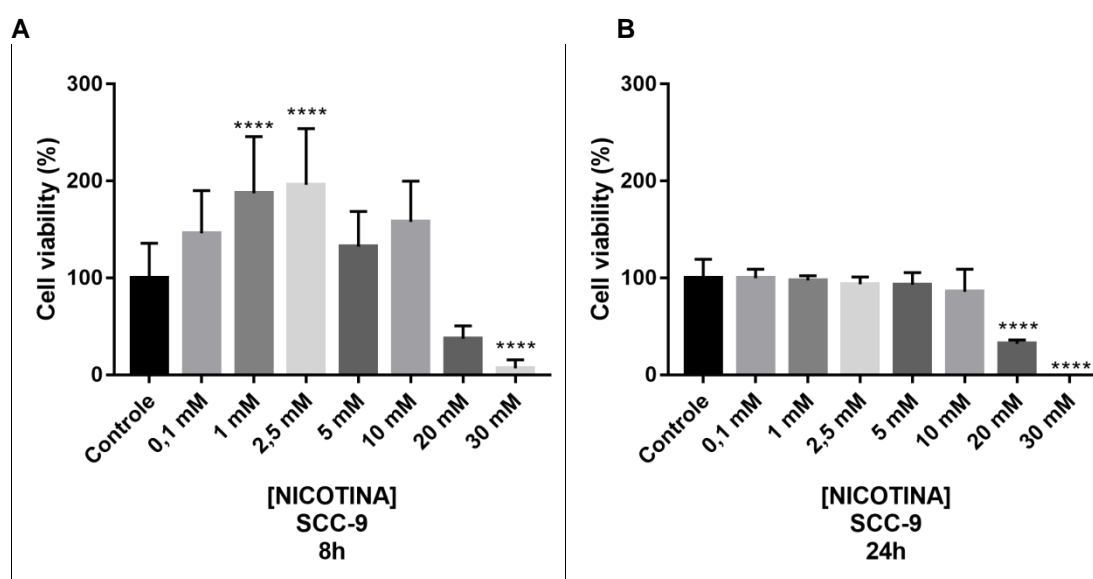 A
Cell viability (%)
300
200
100
0
****
****
****
Controle
0,1 mM
1 mM
2,5 mM
5 mM
10 mM
20 mM
30 mM
[NICOTINA]
SCC-9
8h
B
Cell viability (%)
300
200
100
0
****
****
Controle
0,1 mM
1 mM
2,5 mM
5 mM
10 mM
20 mM
30 mM
[NICOTINA]
SCC-9
24h